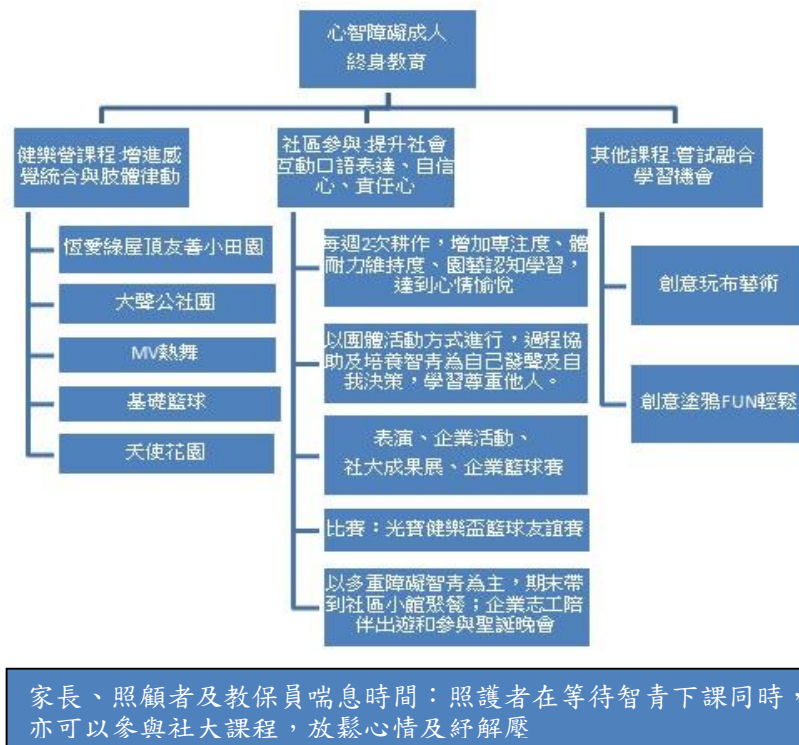 心智障礙成人
終身教育
健樂營課程:增進感
覺統合與肢體律動
恆愛綠屋頂友善小田園
大聲公社團
MV熱舞
基礎籃球
天使花園
社區參與:提升社會
互動口語表達、自信
心、責任心
每週2次耕作，增加專注度、體
耐力維持度、園藝認知學習，
達到心情愉悅
以團體活動方式進行，過程協
助及培養智青為自己發聲及自
我決策，學習尊重他人。
表演、企業活動、
社大成果展、企業籃球賽
比賽：光寶健樂盃籃球友誼賽
以多重障礙智青為主，期末帶
到社區小館聚餐；企業志工陪
伴出遊和參與聖誕晚會
其他課程:嘗試融合
學習機會
創意玩布藝術
創意塗鴉FUN輕鬆
家長、照顧者及教保員喘息時間：照護者在等待智青下課同時，
亦可以參與社大課程，放鬆心情及紓解壓